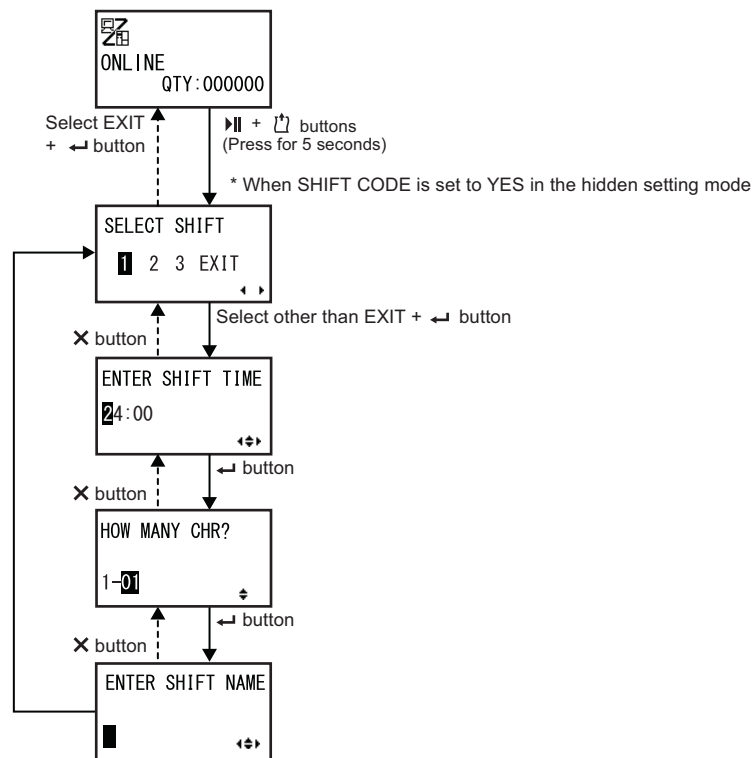 ONLINE
QTY:000000
Select EXIT
+ ↵ button
+ buttons
(Press for 5 seconds)
* When SHIFT CODE is set to YES in the hidden setting mode
SELECT SHIFT
1 2 3 EXIT
Select other than EXIT + ↵ button
✕ button
ENTER SHIFT TIME
24:00
↵ button
✕ button
HOW MANY CHR?
1-01
↵ button
✕ button
ENTER SHIFT NAME